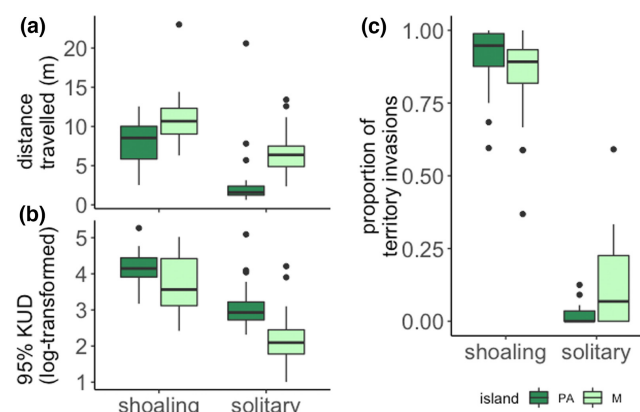 (a)
distance
travelled (m)
20
15
10
5
0
(b)
95% KUD
(log-transformed)
5
4
3
2
1
shoaling solitary
(c)
proportion of
territory invasions
1.00
0.75
0.50
0.25
0.00
shoaling solitary
island PA M